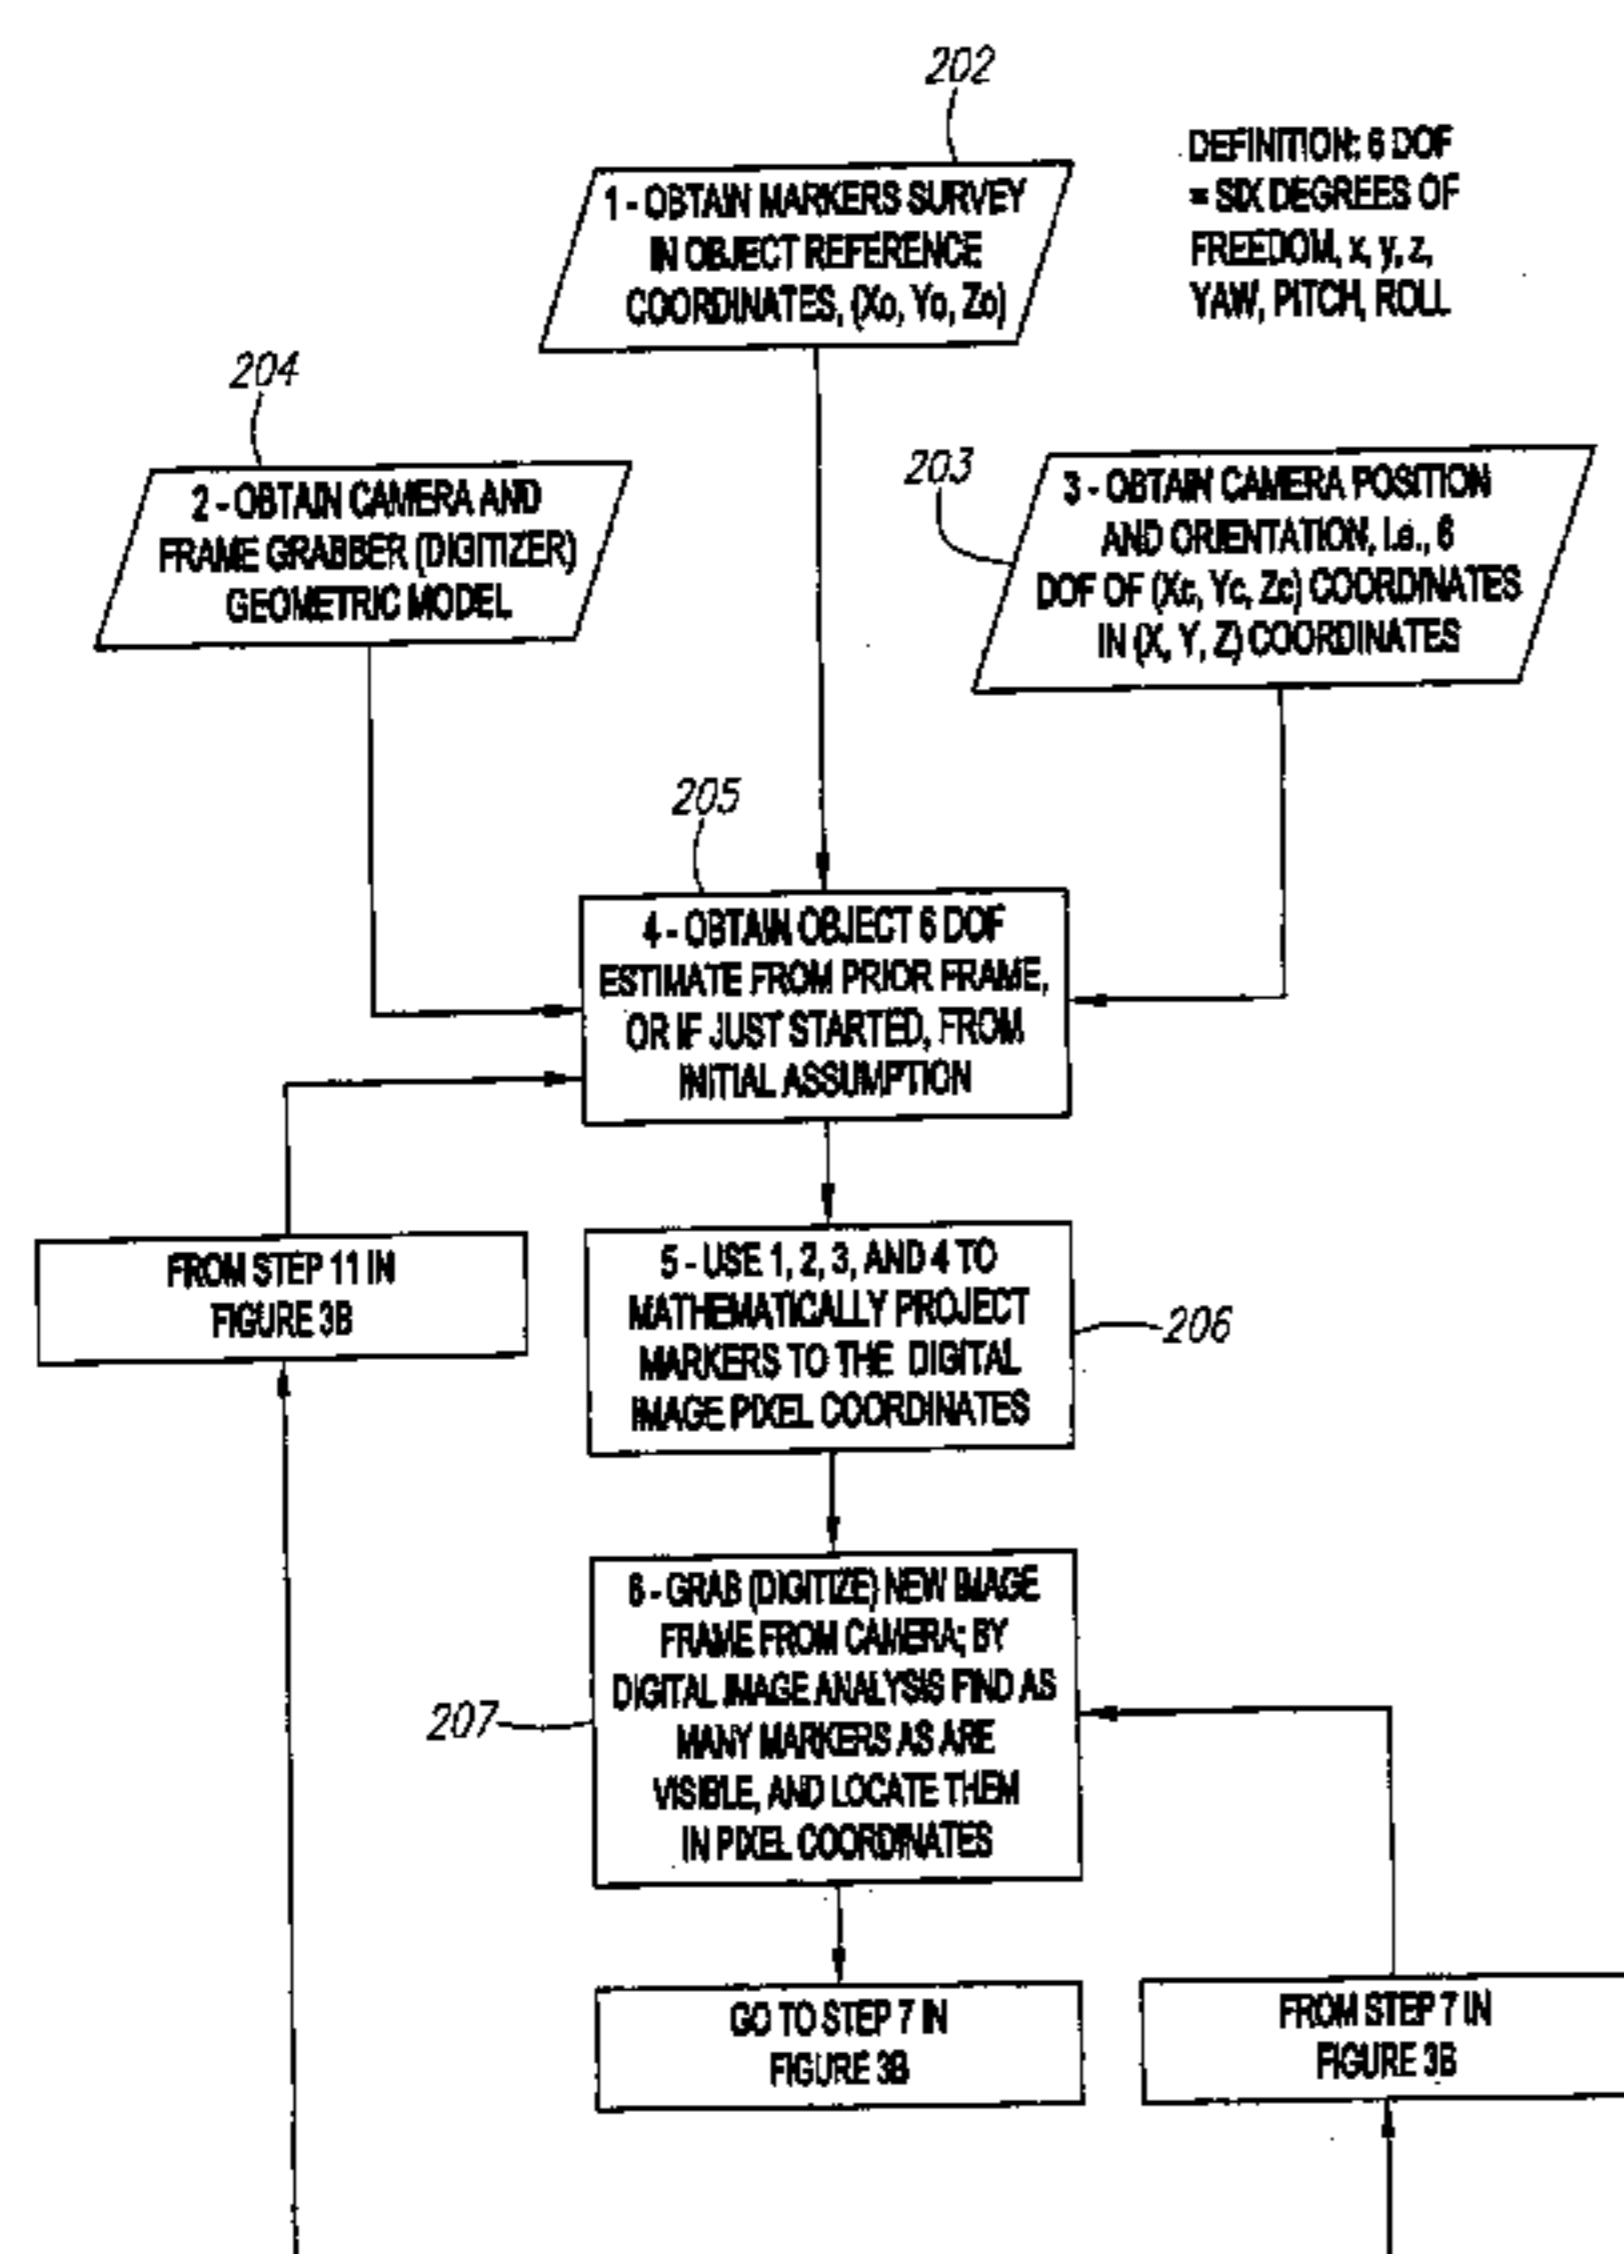 202
DEFINITION: 6 DOF
= SIX DEGREES OF
FREEDOM, x, y, z,
YAW, PITCH, ROLL
1 - OBTAIN MARKERS SURVEY
IN OBJECT REFERENCE
COORDINATES, (Xo, Yo, Zo)
204
2 - OBTAIN CAMERA AND
FRAME GRABBER (DIGITIZER)
GEOMETRIC MODEL
203
3 - OBTAIN CAMERA POSITION
AND ORIENTATION, i.e., 6
DOF OF (Xc, Yc, Zc) COORDINATES
IN (X, Y, Z) COORDINATES
205
4 - OBTAIN OBJECT 6 DOF
ESTIMATE FROM PRIOR FRAME,
OR IF JUST STARTED, FROM
INITIAL ASSUMPTION
FROM STEP 11 IN
FIGURE 3B
5 - USE 1, 2, 3, AND 4 TO
MATHEMATICALLY PROJECT
MARKERS TO THE DIGITAL
IMAGE PIXEL COORDINATES
206
6 - GRAB (DIGITIZE) NEW IMAGE
FRAME FROM CAMERA; BY
DIGITAL IMAGE ANALYSIS FIND AS
MANY MARKERS AS ARE
VISIBLE, AND LOCATE THEM
IN PIXEL COORDINATES
207
GO TO STEP 7 IN
FIGURE 3B
FROM STEP 7 IN
FIGURE 3B